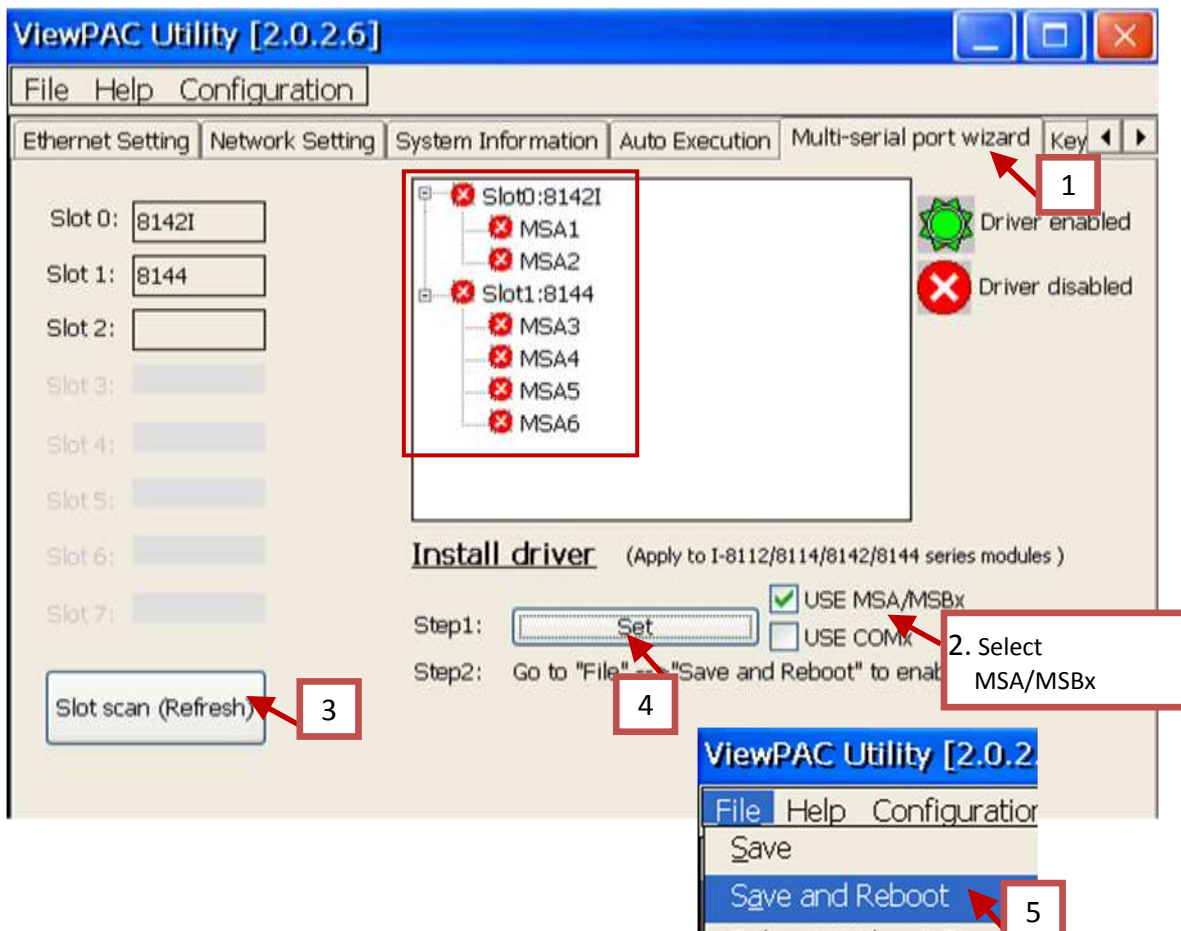 ViewPAC Utility [2.0.2.6]
File Help Configuration
Ethernet Setting Network Setting System Information Auto Execution Multi-serial port wizard Key
1
Slot 0: 8142I
Slot 1: 8144
Slot 2:
Slot 3:
Slot 4:
Slot 5:
Slot 6:
Slot 7:
Slot scan (Refresh)
3
Slot0:8142I
MSA1
MSA2
Slot1:8144
MSA3
MSA4
MSA5
MSA6
Driver enabled
Driver disabled
Install driver (Apply to I-8112/8114/8142/8144 series modules )
USE MSA/MSBx
Step1: Set USE COMx
2. Select
MSA/MSBx
Step2: Go to "File" --->"Save and Reboot" to enab
4
ViewPAC Utility [2.0.2
File Help Configuration
Save
Save and Reboot
5